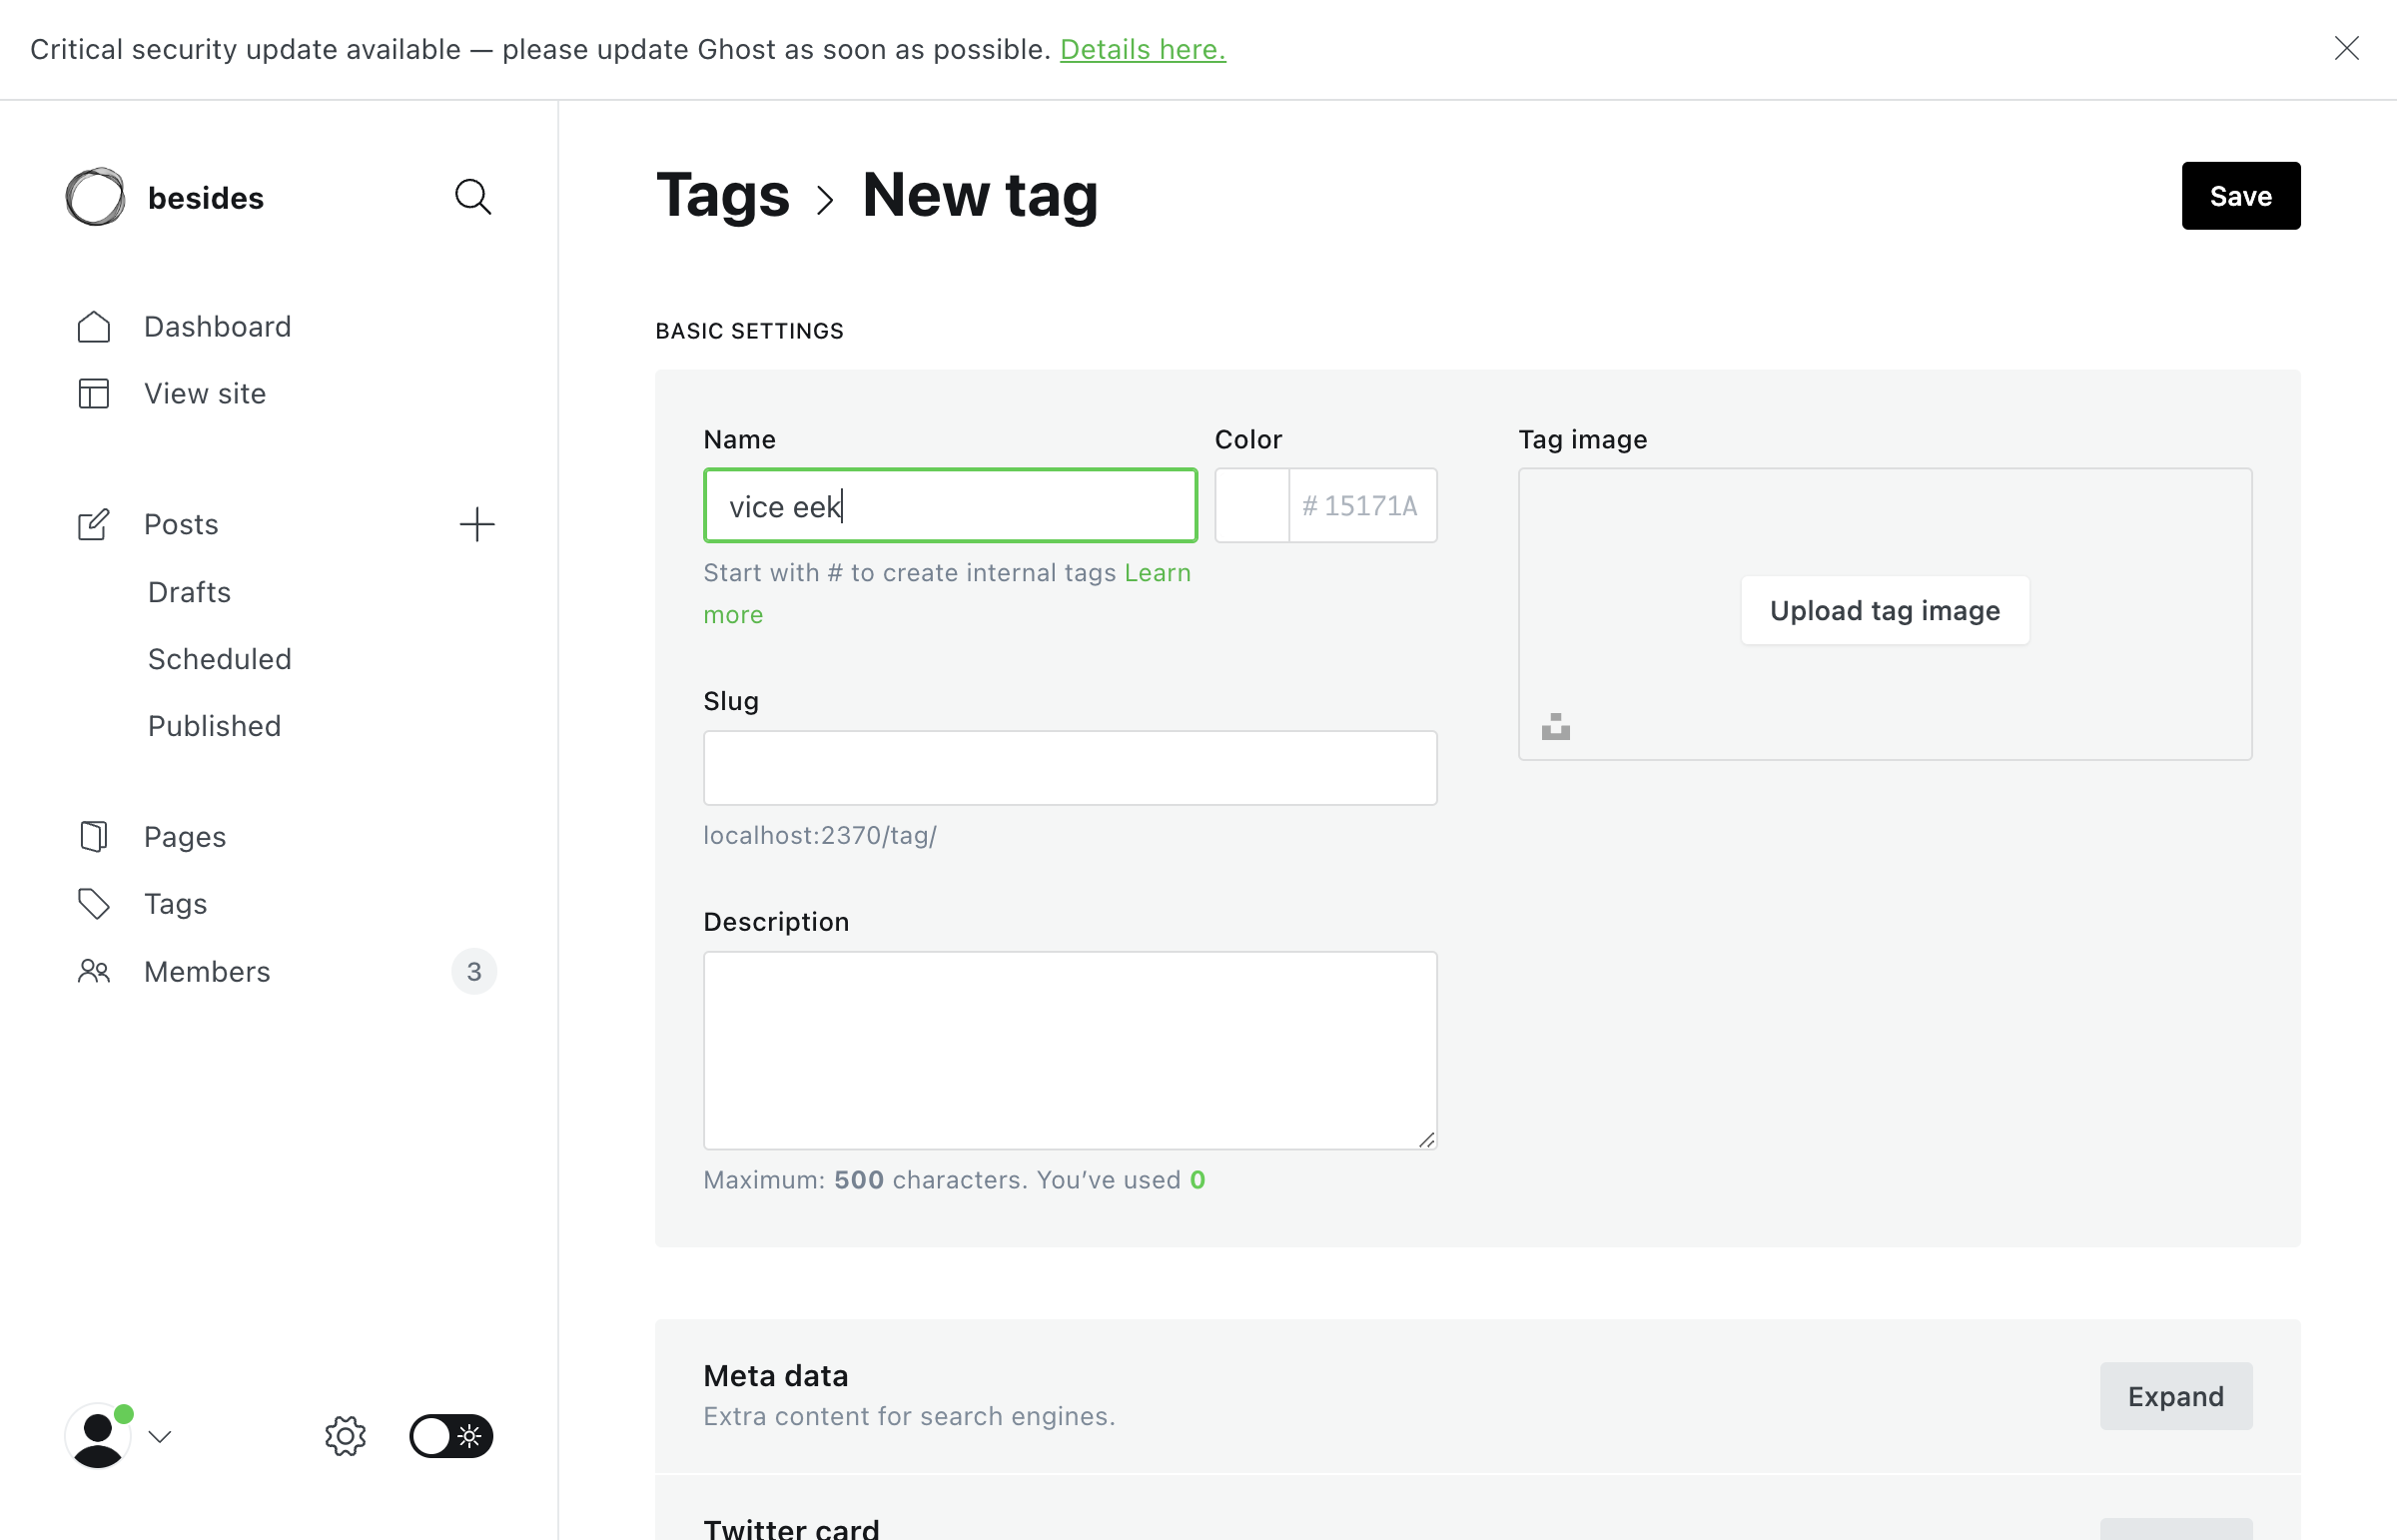 Critical security update available — please update Ghost as soon as possible. Details here.
besides
Dashboard
View site
Posts
Drafts
Scheduled
Published
Pages
Tags
Members
3
Tags > New tag
Save
BASIC SETTINGS
Name
vice eek
Start with # to create internal tags Learn
more
Color
# 15171A
Tag image
Upload tag image
Slug
localhost:2370/tag/
Description
Maximum: 500 characters. You’ve used 0
Meta data
Extra content for search engines.
Expand
Twitter card